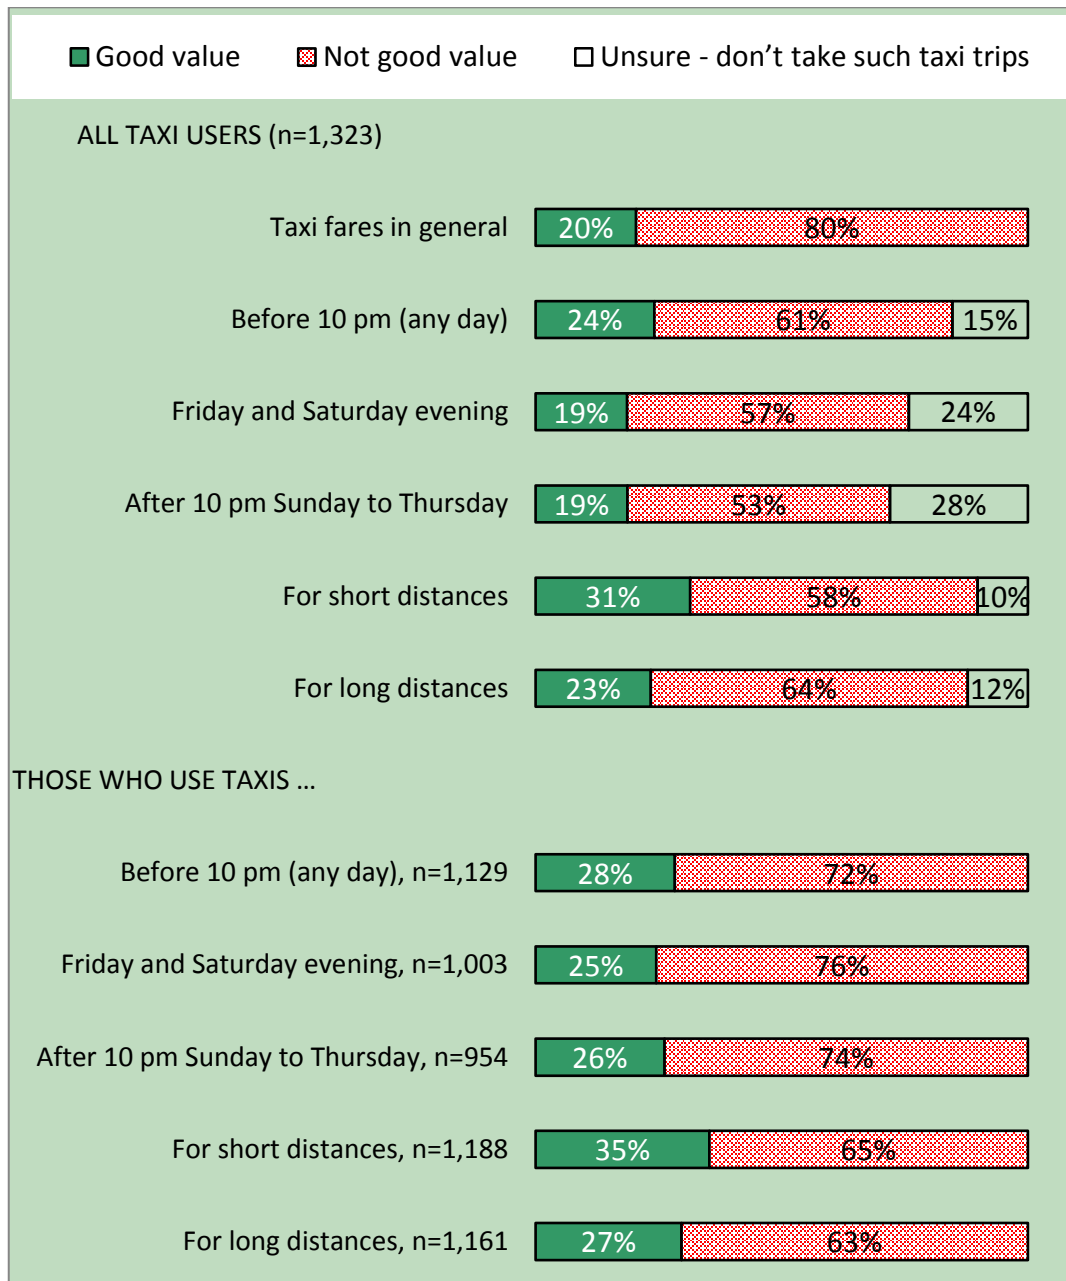 Good value Not good value Unsure - don’t take such taxi trips
ALL TAXI USERS (n=1,323)
Taxi fares in general 20% 80%
Before 10 pm (any day) 24% 61% 15%
Friday and Saturday evening 19% 57% 24%
After 10 pm Sunday to Thursday 19% 53% 28%
For short distances 31% 58% 10%
For long distances 23% 64% 12%
THOSE WHO USE TAXIS ...
Before 10 pm (any day), n=1,129 28% 72%
Friday and Saturday evening, n=1,003 25% 76%
After 10 pm Sunday to Thursday, n=954 26% 74%
For short distances, n=1,188 35% 65%
For long distances, n=1,161 27% 63%